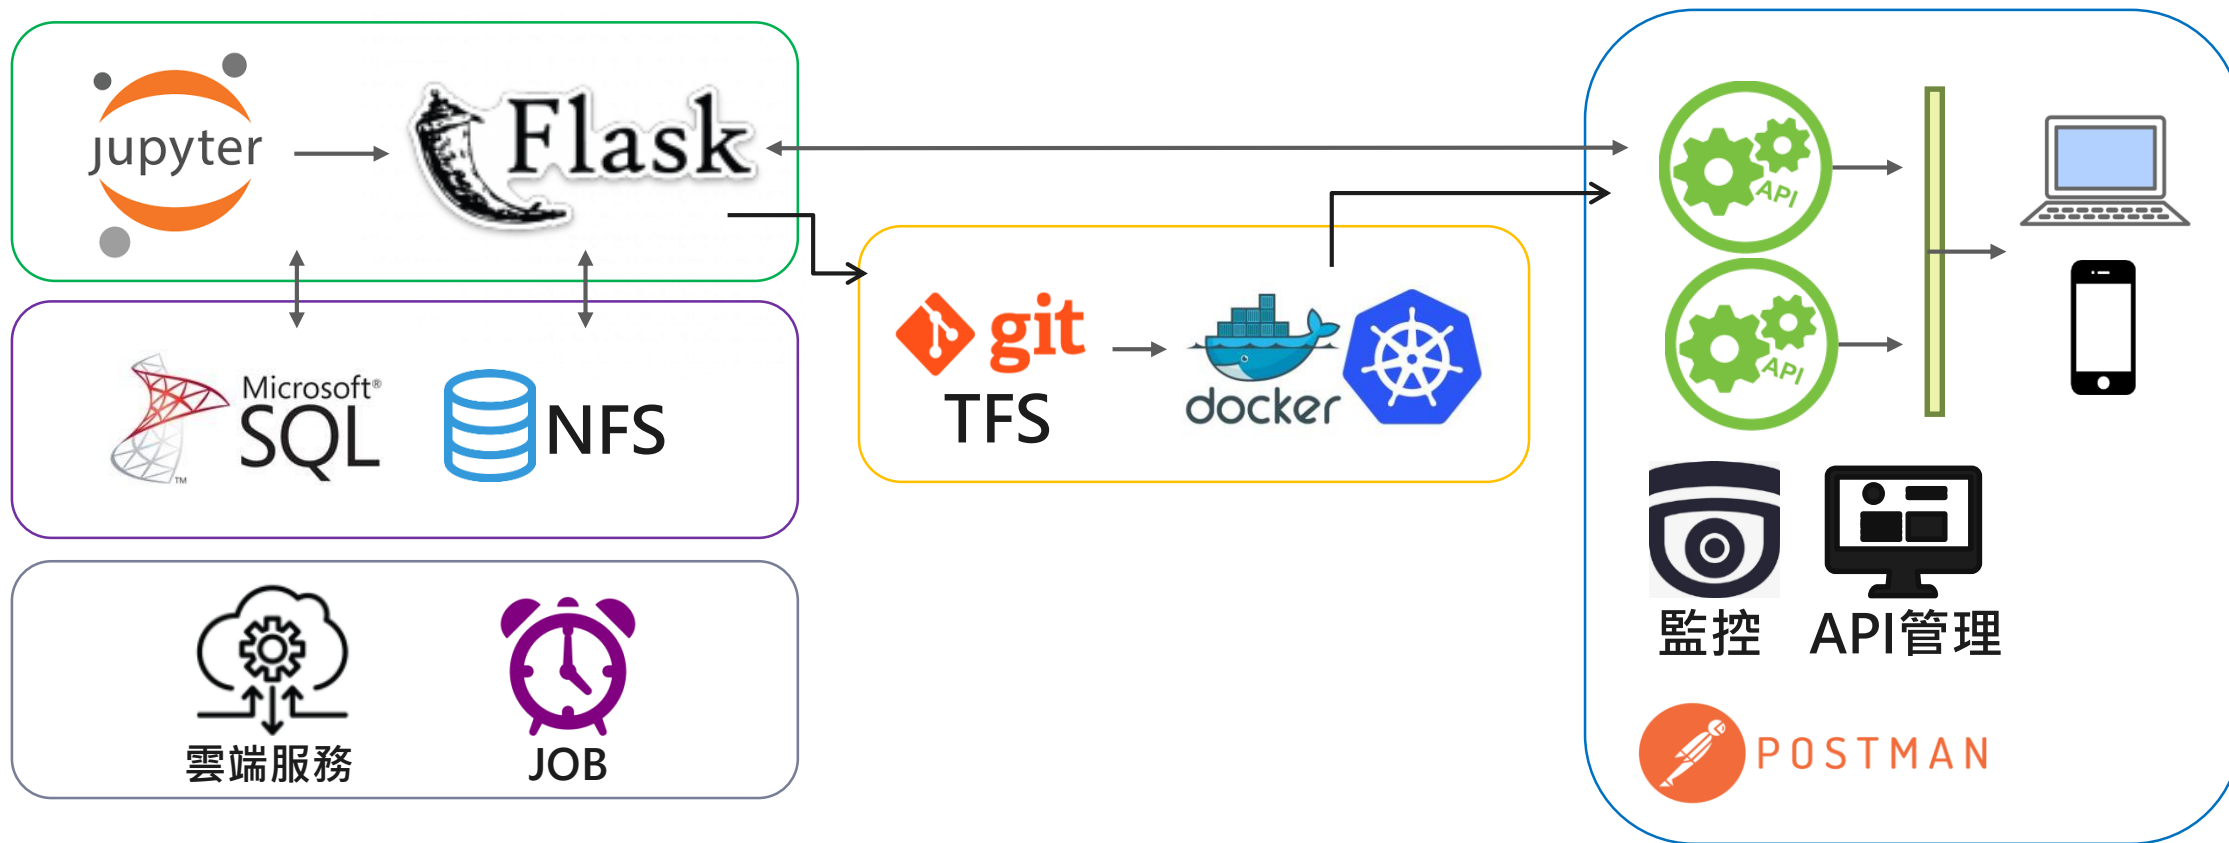 jupyter
Flask
Microsoft®
SQL
TM
NFS
雲端服務
JOB
git
TFS
docker
API
API
監控
API管理
POSTMAN